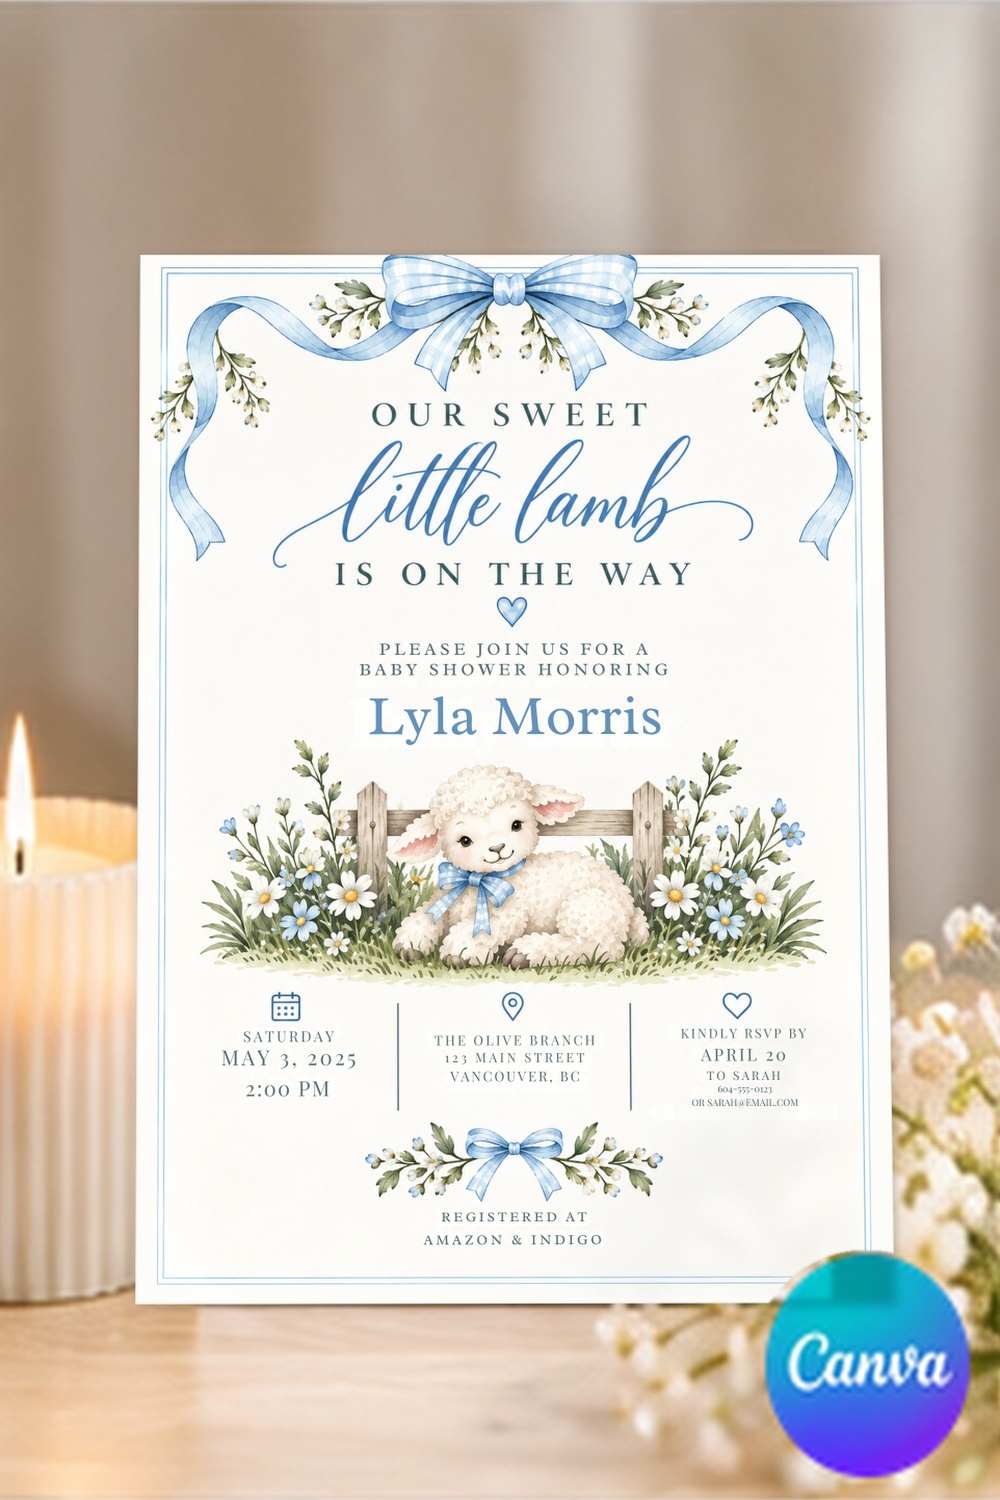 OUR SWEET
little lamb
IS ON THE WAY
PLEASE JOIN US FOR A
BABY SHOWER HONORING
Lyla Morris
SATURDAY
MAY 3, 2025
2:00 PM
THE OLIVE BRANCH
123 MAIN STREET
VANCOUVER, BC
KINDLY RSVP BY
APRIL 20
TO SARAH
604-555-0123
OR SARAH@EMAIL.COM
REGISTERED AT
AMAZON & INDIGO
Canva